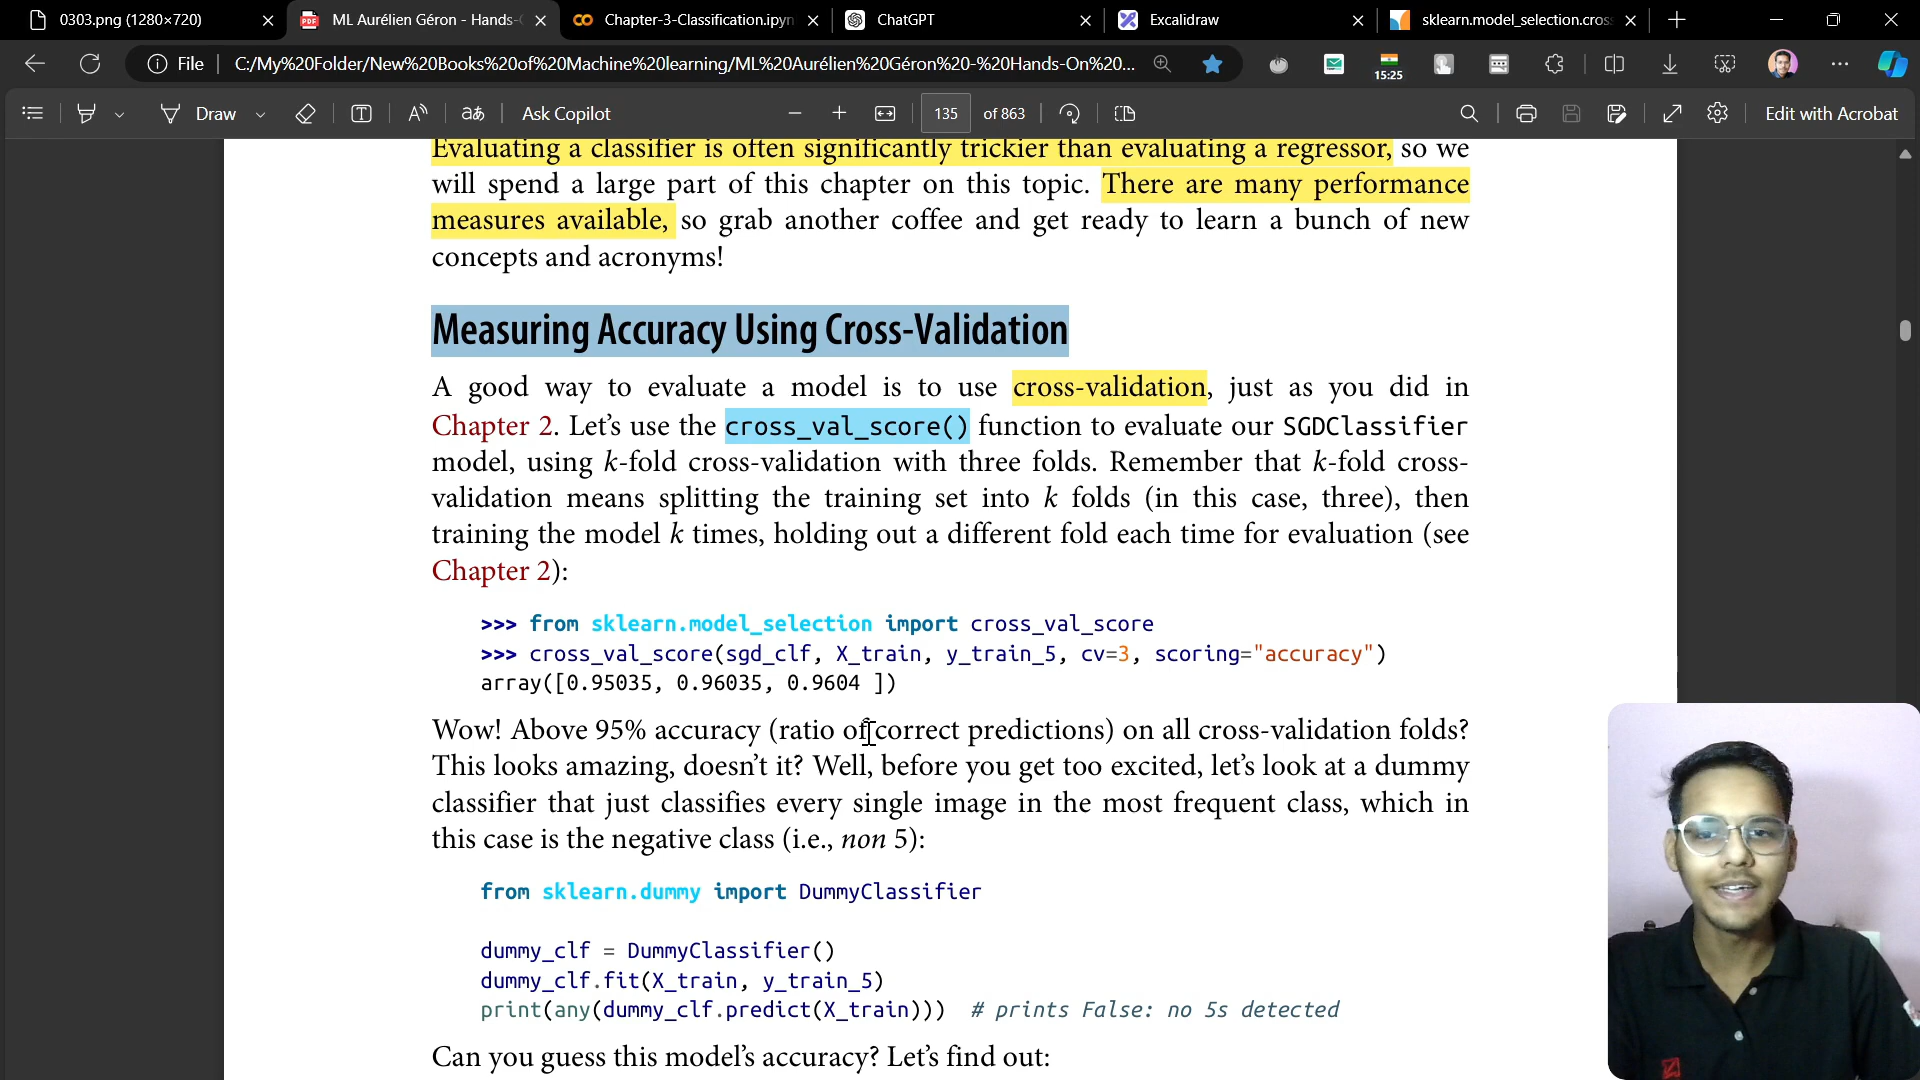 0303.png (1280×720)
ML Aurélien Géron - Hands-
Chapter-3-Classification.ipyn
ChatGPT
Excalidraw
sklearn.model_selection.cros
File
C:/My%20Folder/New%20Books%20of%20Machine%20learning/ML%20Aurélien%20Géron%20-%20Hands-On%20...
15:25
Draw
Ask Copilot
135 of 863
Edit with Acrobat
Evaluating a classifier is often significantly trickier than evaluating a regressor, so we
will spend a large part of this chapter on this topic. There are many performance
measures available, so grab another coffee and get ready to learn a bunch of new
concepts and acronyms!
Measuring Accuracy Using Cross-Validation
A good way to evaluate a model is to use cross-validation, just as you did in
Chapter 2. Let’s use the cross_val_score() function to evaluate our SGDClassifier
model, using k-fold cross-validation with three folds. Remember that k-fold cross-
validation means splitting the training set into k folds (in this case, three), then
training the model k times, holding out a different fold each time for evaluation (see
Chapter 2):
>>> from sklearn.model_selection import cross_val_score
>>> cross_val_score(sgd_clf, X_train, y_train_5, cv=3, scoring="accuracy")
array([0.95035, 0.96035, 0.9604 ])
Wow! Above 95% accuracy (ratio of correct predictions) on all cross-validation folds?
This looks amazing, doesn’t it? Well, before you get too excited, let’s look at a dummy
classifier that just classifies every single image in the most frequent class, which in
this case is the negative class (i.e., non 5):
from sklearn.dummy import DummyClassifier
dummy_clf = DummyClassifier()
dummy_clf.fit(X_train, y_train_5)
print(any(dummy_clf.predict(X_train))) # prints False: no 5s detected
Can you guess this model’s accuracy? Let’s find out: